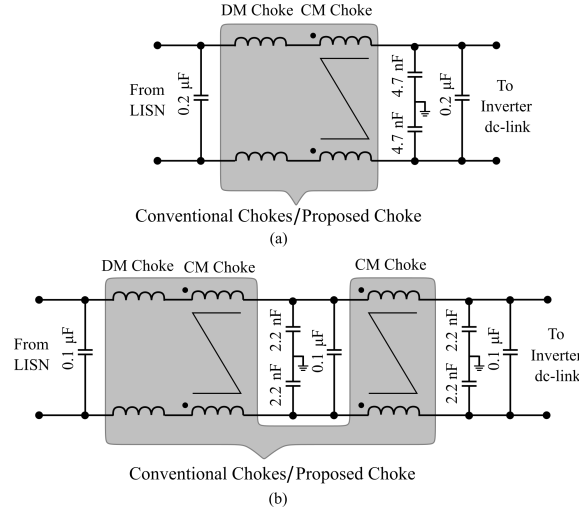 DM Choke CM Choke
From
LISN
0.2 µF
4.7 nF
4.7 nF
0.2 µF
To
Inverter
dc-link
Conventional Chokes/Proposed Choke
(a)
DM Choke CM Choke
CM Choke
From
LISN
0.1 µF
2.2 nF
2.2 nF
0.1 µF
2.2 nF
2.2 nF
0.1 µF
To
Inverter
dc-link
Conventional Chokes/Proposed Choke
(b)